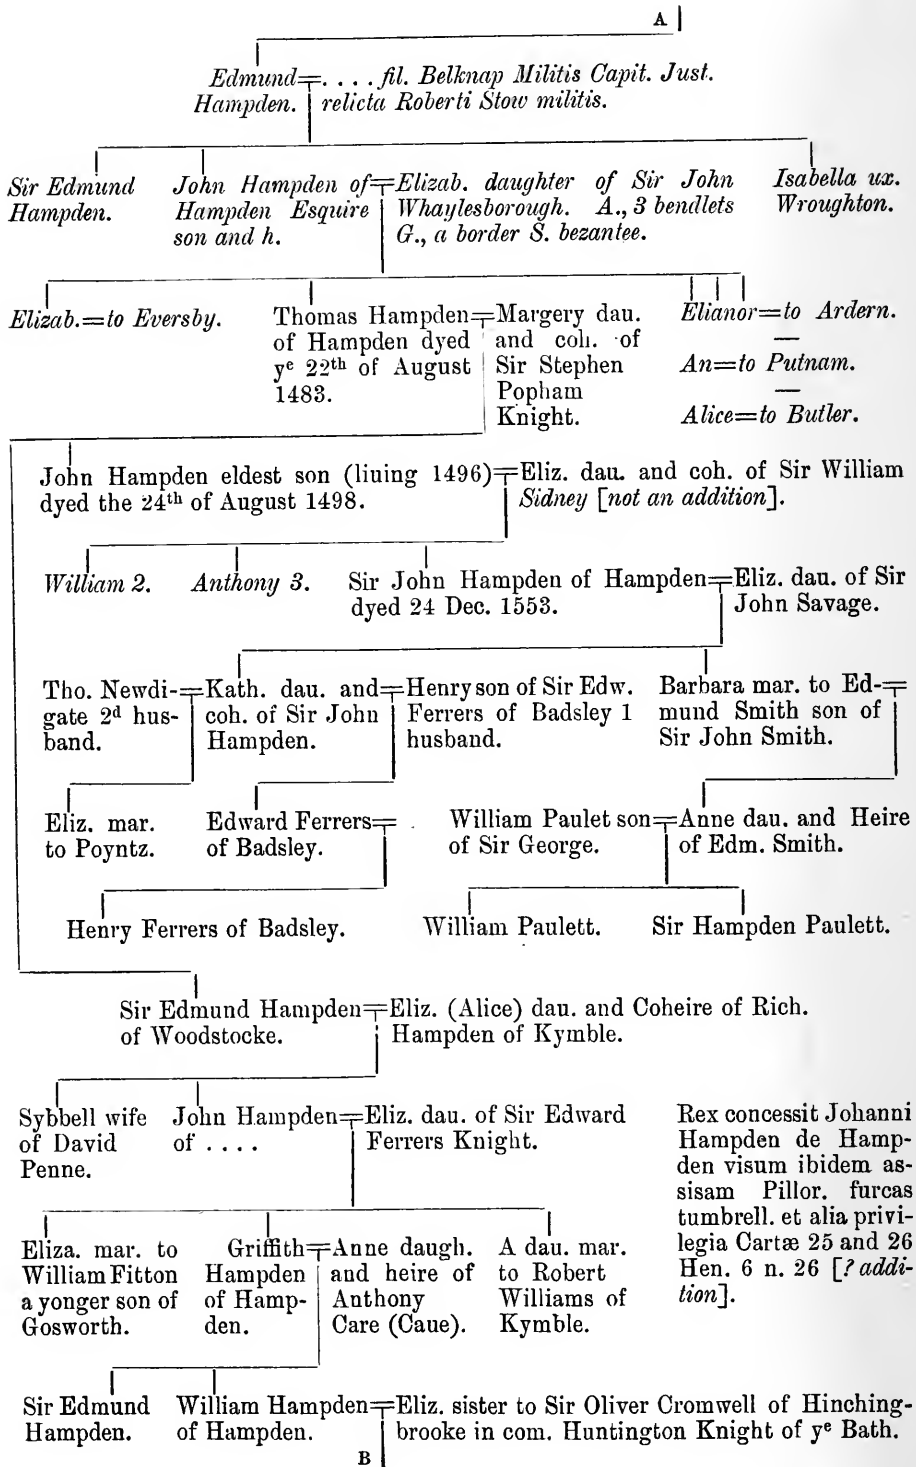 A
Edmund=. . . . fil. Belknap Militis Capit. Just.
Hampden. relicta Roberti Stow militis.
Sir Edmund
Hampden.
John Hampden of=
Hampden Esquire
son and h.
Elizab. daughter of Sir John
Whaylesborough. A., 3 bendlets
G., a border S. bezantee.
Isabella ux.
Wroughton.
Elizab.=to Eversby.
Thomas Hampden=
of Hampden dyed
yᵉ 22ᵗʰ of August
1483.
Margery dau.
and coh. of
Sir Stephen
Popham
Knight.
Elianor=to Ardern.
—
An=to Putnam.
—
Alice=to Butler.
John Hampden eldest son (liuing 1496)=
dyed the 24ᵗʰ of August 1498.
Eliz. dau. and coh. of Sir William
Sidney [not an addition].
William 2.
Anthony 3.
Sir John Hampden of Hampden=
dyed 24 Dec. 1553.
Eliz. dau. of Sir
John Savage.
Tho. Newdi-=
gate 2ᵈ hus-
band.
Kath. dau. and=
coh. of Sir John
Hampden.
Henry son of Sir Edw.
Ferrers of Badsley 1
husband.
Barbara mar. to Ed-=
mund Smith son of
Sir John Smith.
Eliz. mar.
to Poyntz.
Edward Ferrers=
of Badsley.
William Paulet son=
of Sir George.
Anne dau. and Heire
of Edm. Smith.
Henry Ferrers of Badsley.
William Paulett.
Sir Hampden Paulett.
Sir Edmund Hampden=
of Woodstocke.
Eliz. (Alice) dau. and Coheire of Rich.
Hampden of Kymble.
Sybbell wife
of David
Penne.
John Hampden=
of . . . .
Eliz. dau. of Sir Edward
Ferrers Knight.
Rex concessit Johanni
Hampden de Hamp-
den visum ibidem as-
sisam Pillor. furcas
tumbrell. et alia privi-
legia Cartæ 25 and 26
Hen. 6 n. 26 [? addi-
tion].
Eliza. mar. to
William Fitton
a yonger son of
Gosworth.
Griffith=
Hampden
of Hamp-
den.
Anne daugh.
and heire of
Anthony
Care (Caue).
A dau. mar.
to Robert
Williams of
Kymble.
Sir Edmund
Hampden.
William Hampden=
of Hampden.
Eliz. sister to Sir Oliver Cromwell of Hinching-
brooke in com. Huntington Knight of yᵉ Bath.
B